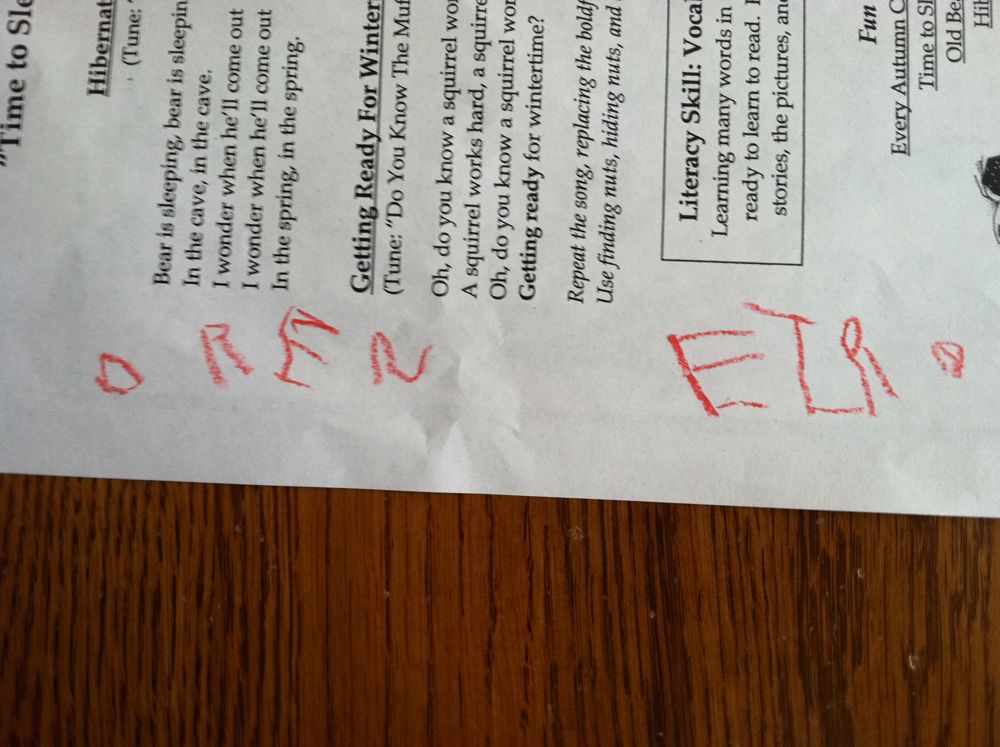 "Time to Sle
Hibernat
(Tune:
Bear is sleeping, bear is sleepin
In the cave, in the cave.
I wonder when he'll come out
I wonder when he'll come out
In the spring, in the spring.
Getting Ready For Winter
(Tune: "Do You Know The Muf
Oh, do you know a squirrel wor
A squirrel works hard, a squirre
Oh, do you know a squirrel wor
Getting ready for wintertime?
Repeat the song, replacing the boldf
Use finding nuts, hiding nuts, and
Literacy Skill: Vocal
Learning many words in
ready to learn to read.
stories, the pictures, and
Fun
Every Autumn C
Time to Sl
Old Be
Hil